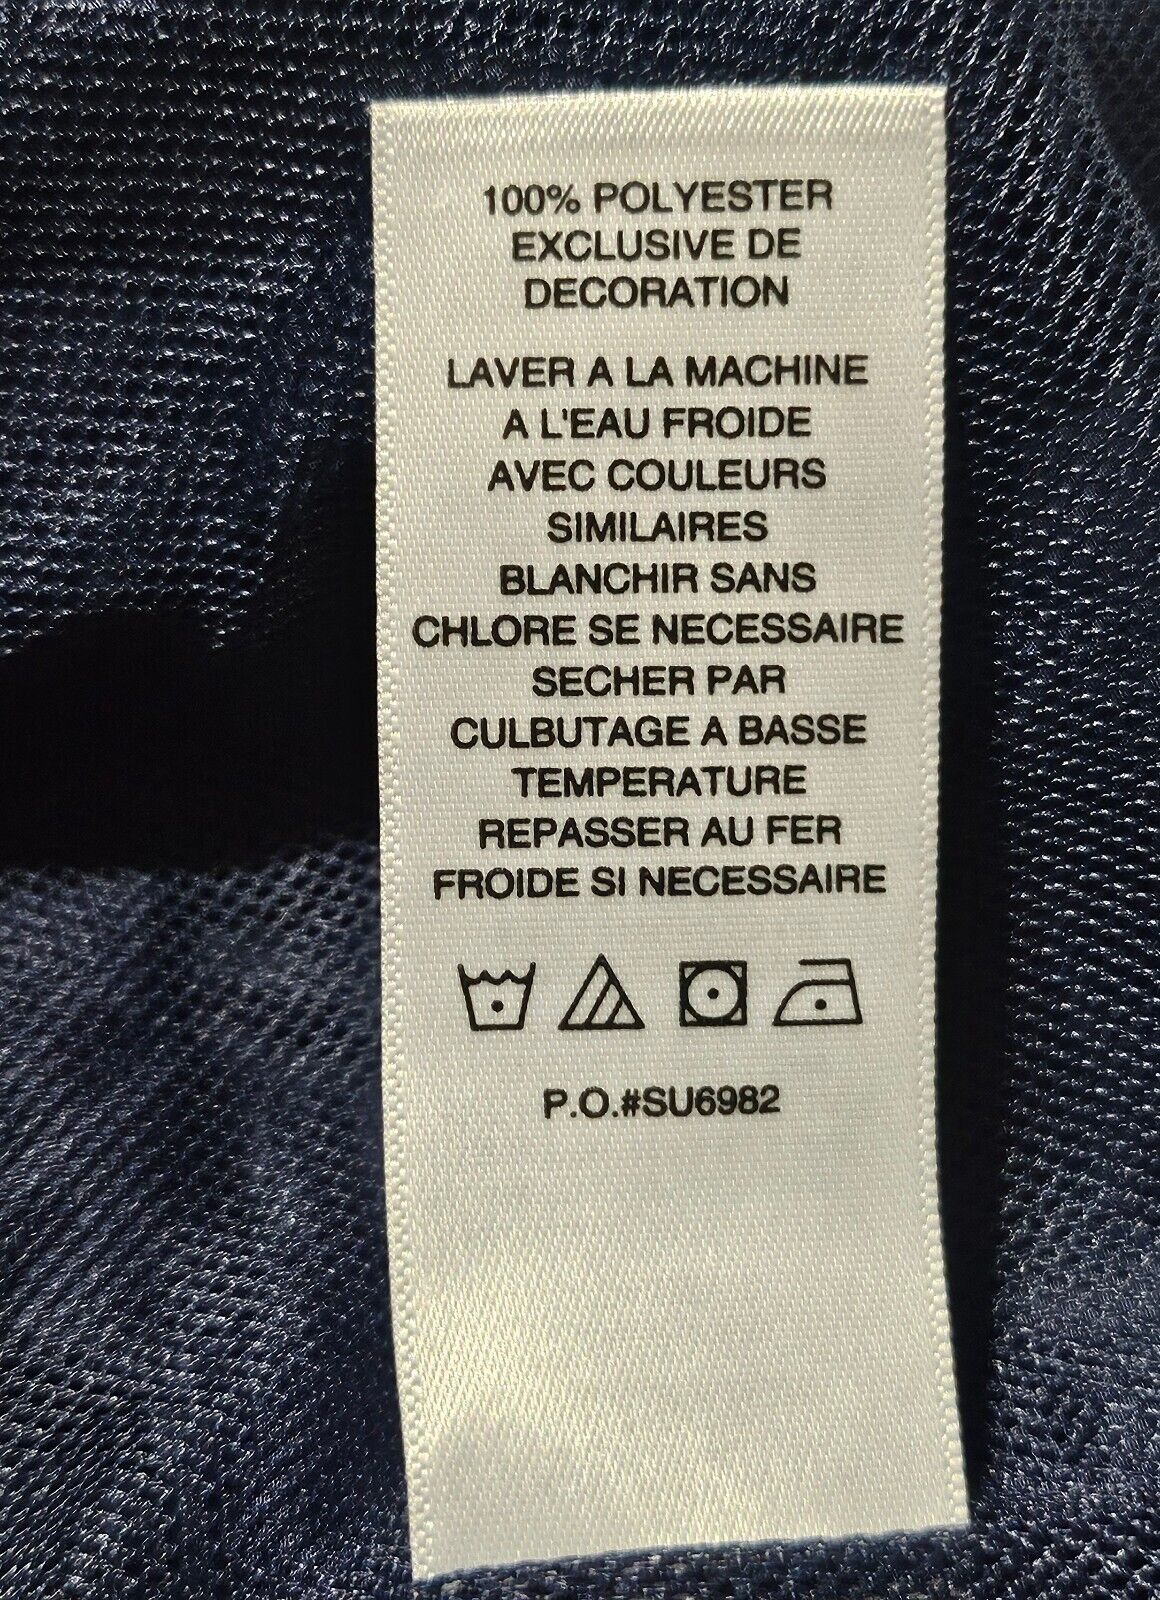 100% POLYESTER
EXCLUSIVE DE
DECORATION
LAVER A LA MACHINE
A L'EAU FROIDE
AVEC COULEURS
SIMILAIRES
BLANCHIR SANS
CHLORE SE NECESSAIRE
SECHER PAR
CULBUTAGE A BASSE
TEMPERATURE
REPASSER AU FER
FROIDE SI NECESSAIRE
P.O.#SU6982